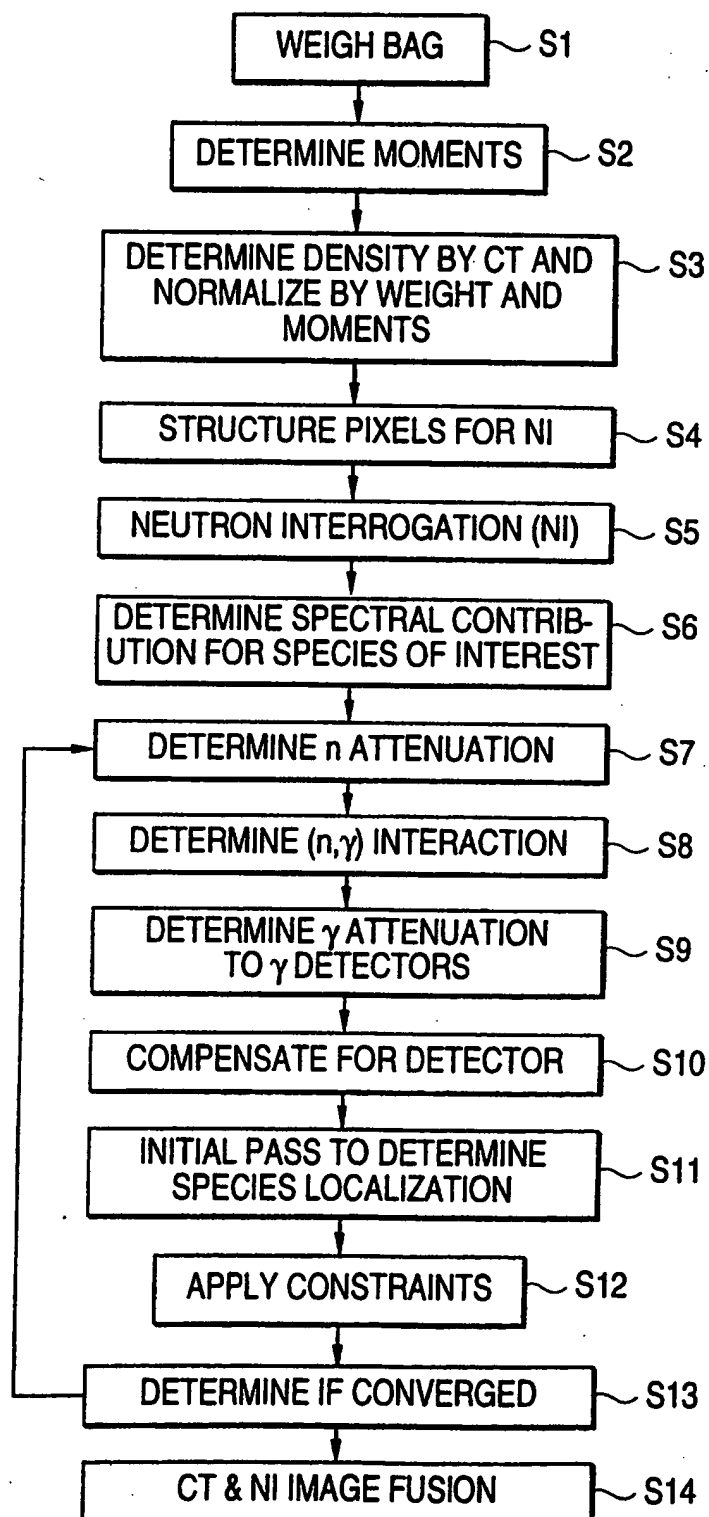 WEIGH BAG S1
DETERMINE MOMENTS S2
DETERMINE DENSITY BY CT AND
NORMALIZE BY WEIGHT AND
MOMENTS
S3
STRUCTURE PIXELS FOR NI S4
NEUTRON INTERROGATION (NI) S5
DETERMINE SPECTRAL CONTRIB-
UTION FOR SPECIES OF INTEREST
S6
DETERMINE n ATTENUATION S7
DETERMINE (n,γ) INTERACTION S8
DETERMINE γ ATTENUATION
TO γ DETECTORS
S9
COMPENSATE FOR DETECTOR S10
INITIAL PASS TO DETERMINE
SPECIES LOCALIZATION
S11
APPLY CONSTRAINTS S12
DETERMINE IF CONVERGED S13
CT & NI IMAGE FUSION S14